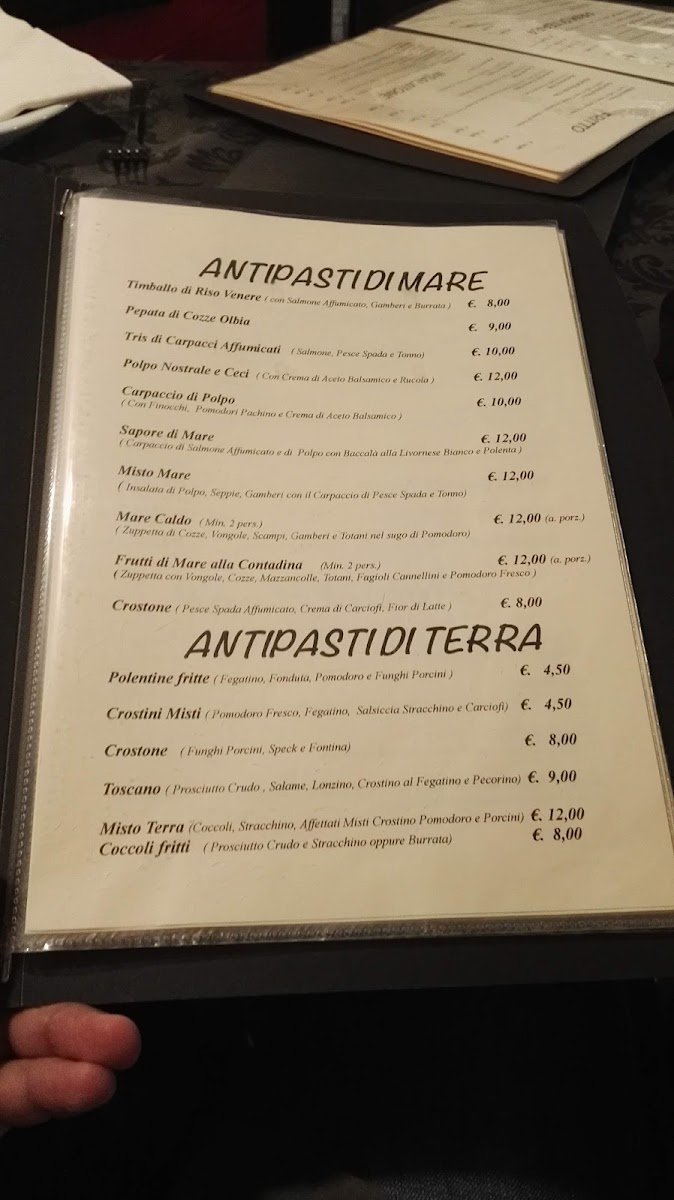 FRITTO
ANTIPASTI DI MARE
Timballo di Riso Venere ( con Salmone Affumicato, Gamberi e Burrata ) €. 8,00
Pepata di Cozze Olbia €. 9,00
Tris di Carpacci Affumicati ( Salmone, Pesce Spada e Tonno) €. 10,00
Polpo Nostrale e Ceci ( Con Crema di Aceto Balsamico e Rucola ) €. 12,00
Carpaccio di Polpo €. 10,00
( Con Finocchi, Pomodori Pachino e Crema di Aceto Balsamico )
Sapore di Mare €. 12,00
( Carpaccio di Salmone Affumicato e di Polpo con Baccalà alla Livornese Bianco e Polenta )
Misto Mare €. 12,00
( Insalata di Polpo, Seppie, Gamberi con il Carpaccio di Pesce Spada e Tonno)
Mare Caldo ( Min. 2 pers.) €. 12,00 (a. porz.)
( Zuppetta di Cozze, Vongole, Scampi, Gamberi e Totani nel sugo di Pomodoro)
Frutti di Mare alla Contadina (Min. 2 pers.) €. 12,00 (a. porz.)
( Zuppetta con Vongole, Cozze, Mazzancolle, Totani, Fagioli Cannellini e Pomodoro Fresco )
Crostone ( Pesce Spada Affumicato, Crema di Carciofi, Fior di Latte ) €. 8,00
ANTIPASTI DI TERRA
Polentine fritte ( Fegatino, Fonduta, Pomodoro e Funghi Porcini ) €. 4,50
Crostini Misti ( Pomodoro Fresco, Fegatino, Salsiccia Stracchino e Carciofi) €. 4,50
Crostone ( Funghi Porcini, Speck e Fontina) €. 8,00
Toscano ( Prosciutto Crudo , Salame, Lonzino, Crostino al Fegatino e Pecorino) €. 9,00
Misto Terra (Coccoli, Stracchino, Affettati Misti Crostino Pomodoro e Porcini) €. 12,00
Coccoli fritti ( Prosciutto Crudo e Stracchino oppure Burrata) €. 8,00